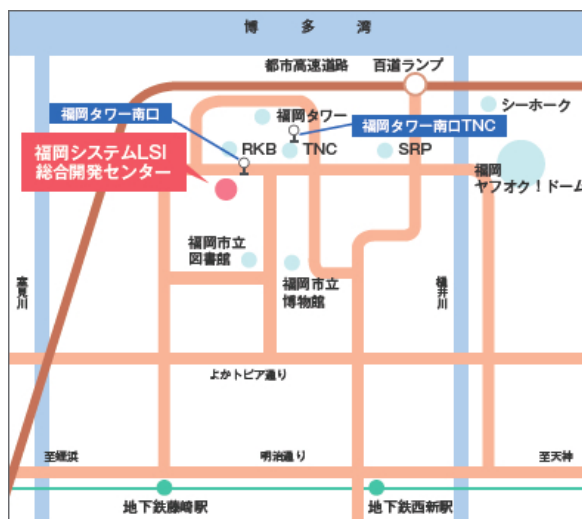 博多湾
都市高速道路
百道ランプ
シーホーク
福岡タワー南口
福岡タワー
福岡タワー南口TNC
福岡システムLSI
総合開発センター
RKB
TNC
SRP
福岡
ヤフオク！ドーム
福岡市立
図書館
福岡市立
博物館
室見川
樋井川
よかトピア通り
至姪浜
明治通り
至天神
地下鉄藤崎駅
地下鉄西新駅